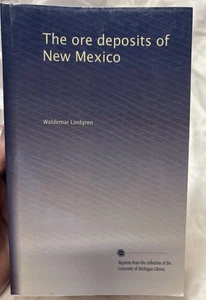 The ore deposits of
New Mexico
Waldemar Lindgren
Reprints from the collection of the
University of Michigan Library